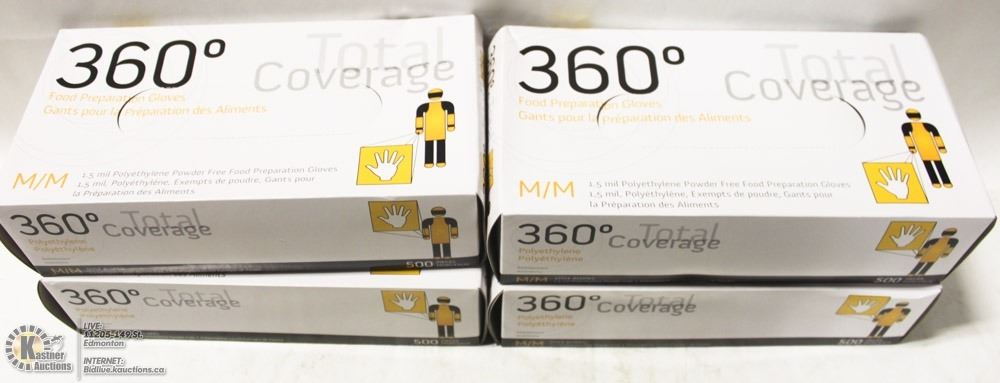 360° Total Coverage
Food Preparation Gloves
Gants pour la Préparation des Aliments
M/M
1.5 mil Polyethylene Powder Free Food Preparation Gloves
1.5 mil, Polyéthylène, Exempts de poudre, Gants pour
la Préparation des Aliments
360° Total Coverage
Polyethylene
Polyéthylène
M/M
500
360° Total Coverage
Food Preparation Gloves
Gants pour la Préparation des Aliments
M/M
1.5 mil Polyethylene Powder Free Food Preparation Gloves
1.5 mil, Polyéthylène, Exempts de poudre, Gants pour
la Préparation des Aliments
360° Total Coverage
Polyethylene
Polyéthylène
M/M
500
360° Total Coverage
Polyethylene
Polyéthylène
500
360° Total Coverage
Polyethylene
Polyéthylène
M/M
500
Kastner
Auctions
LIVE:
11205-149 St,
Edmonton
INTERNET:
Bidlive.kauctions.ca